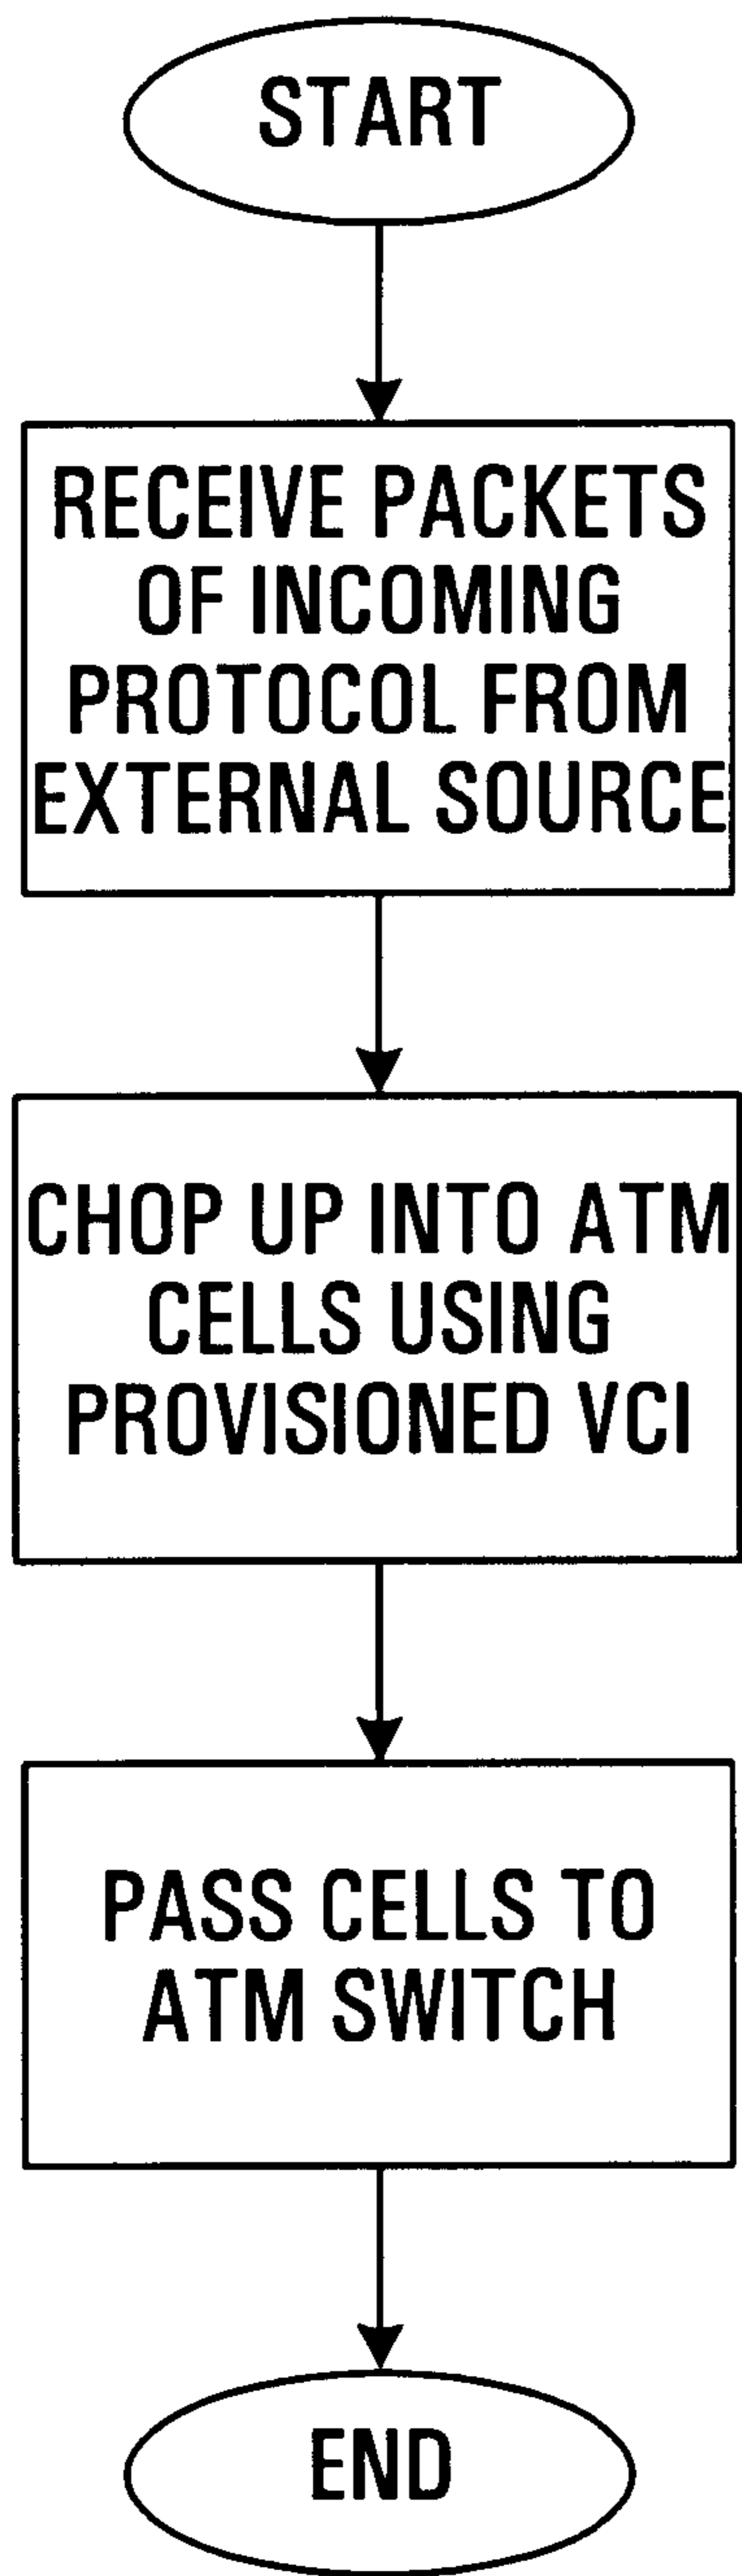 START
RECEIVE PACKETS
OF INCOMING
PROTOCOL FROM
EXTERNAL SOURCE
CHOP UP INTO ATM
CELLS USING
PROVISIONED VCI
PASS CELLS TO
ATM SWITCH
END